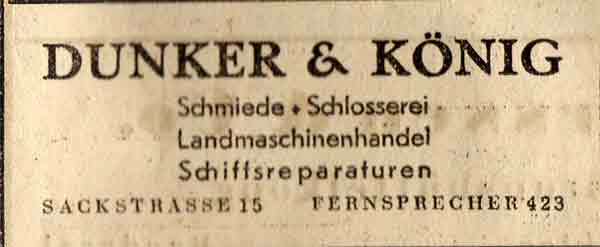 DUNKER & KÖNIG
Schmiede • Schlosserei
Landmaschinenhandel
Schiffsreparaturen
SACKSTRASSE 15 FERNSPRECHER 423